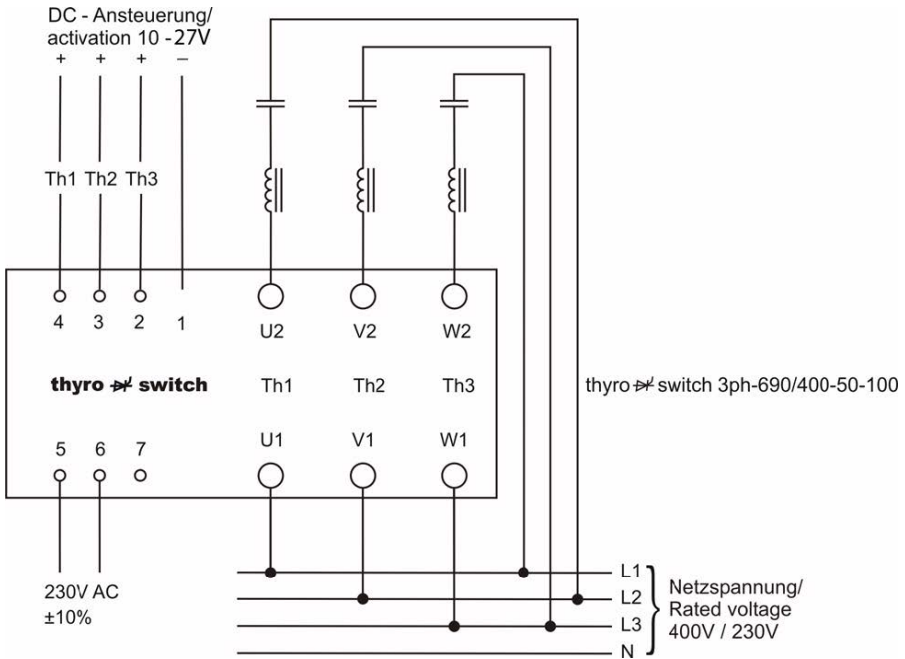 DC - Ansteuerung/
activation 10 -27V
+ + + –
Th1 Th2 Th3
4 3 2 1 U2 V2 W2
thyro switch Th1 Th2 Th3
thyro switch 3ph-690/400-50-100
5 6 7 U1 V1 W1
230V AC
±10%
L1
L2
L3
N
Netzspannung/
Rated voltage
400V / 230V